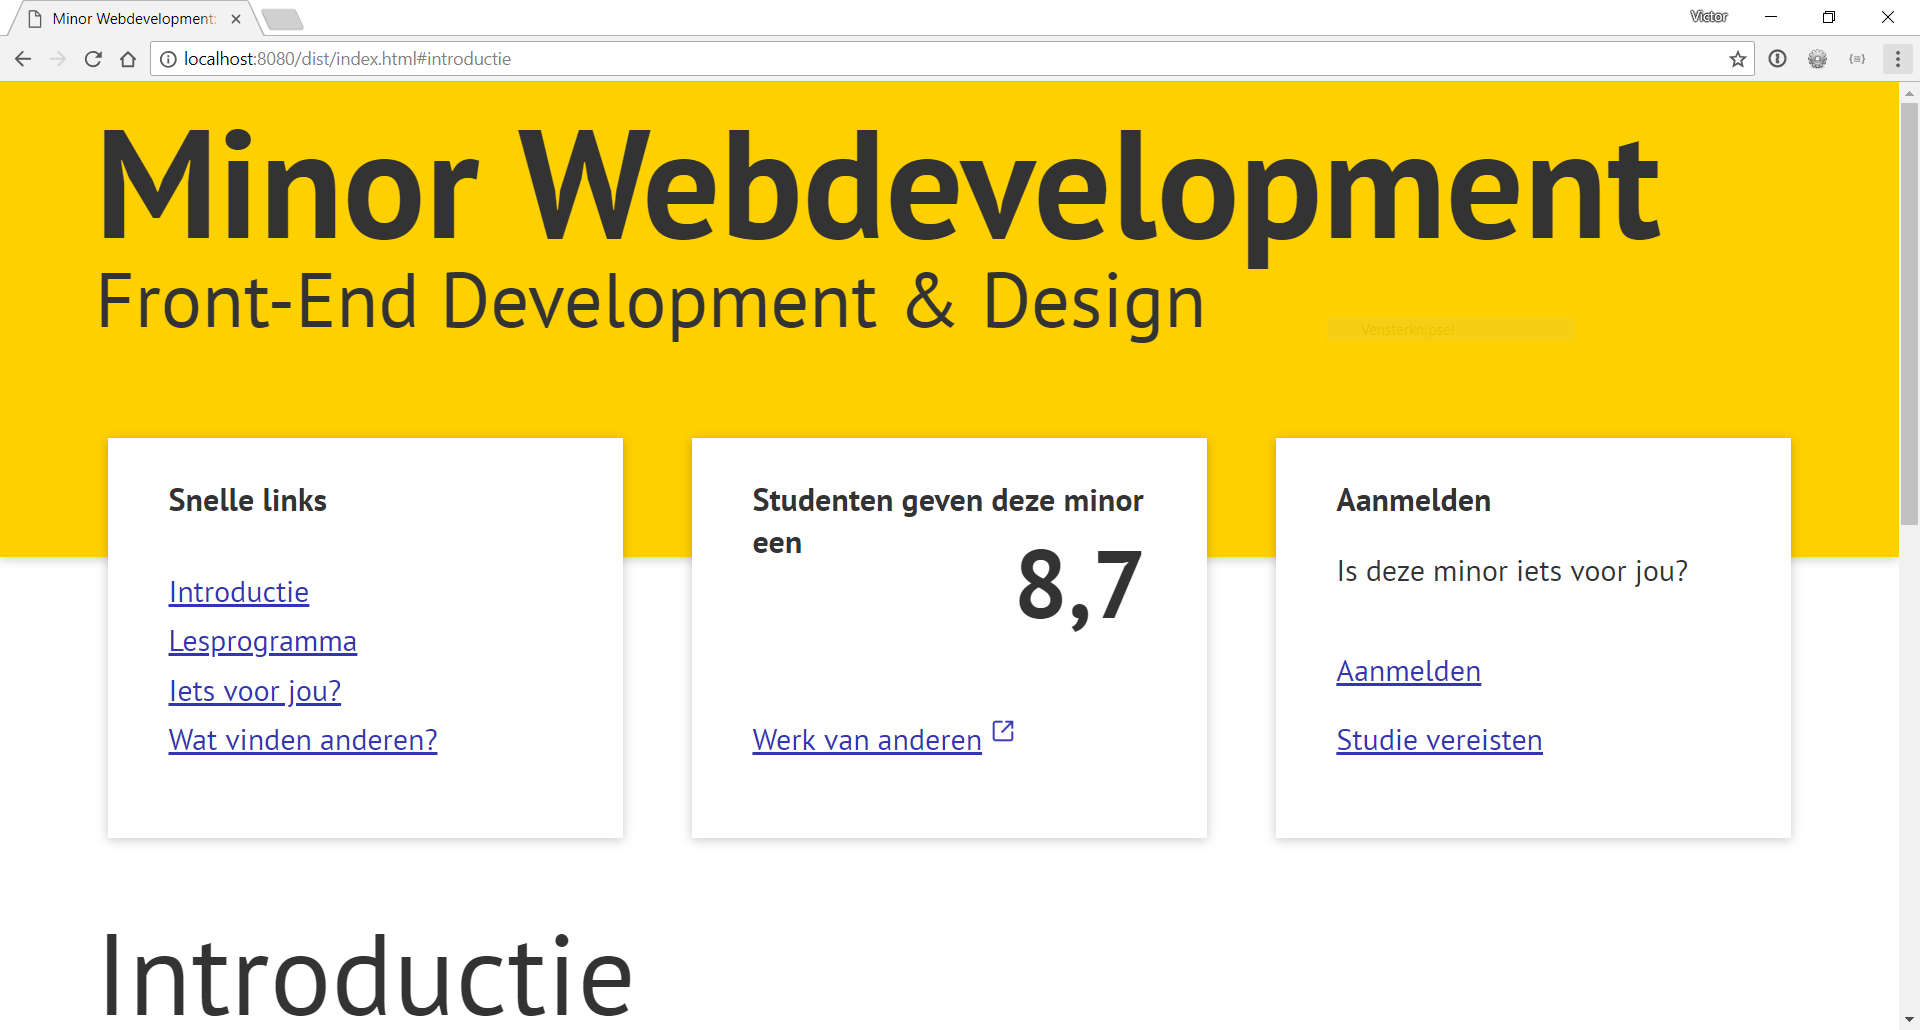 Minor Webdevelopment:
Victor
localhost:8080/dist/index.html#introductie
Minor Webdevelopment
Front-End Development & Design
Vensterknipsel
Snelle links
Introductie
Lesprogramma
Iets voor jou?
Wat vinden anderen?
Studenten geven deze minor
een
8,7
Werk van anderen
Aanmelden
Is deze minor iets voor jou?
Aanmelden
Studie vereisten
Introductie